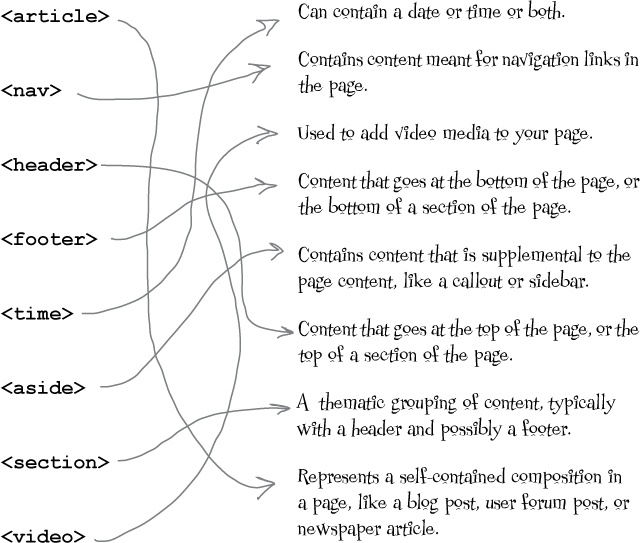 <article>
<nav>
<header>
<footer>
<time>
<aside>
<section>
<video>
Can contain a date or time or both.
Contains content meant for navigation links in
the page.
Used to add video media to your page.
Content that goes at the bottom of the page, or
the bottom of a section of the page.
Contains content that is supplemental to the
page content, like a callout or sidebar.
Content that goes at the top of the page, or the
top of a section of the page.
A thematic grouping of content, typically
with a header and possibly a footer.
Represents a self-contained composition in
a page, like a blog post, user forum post, or
newspaper article.